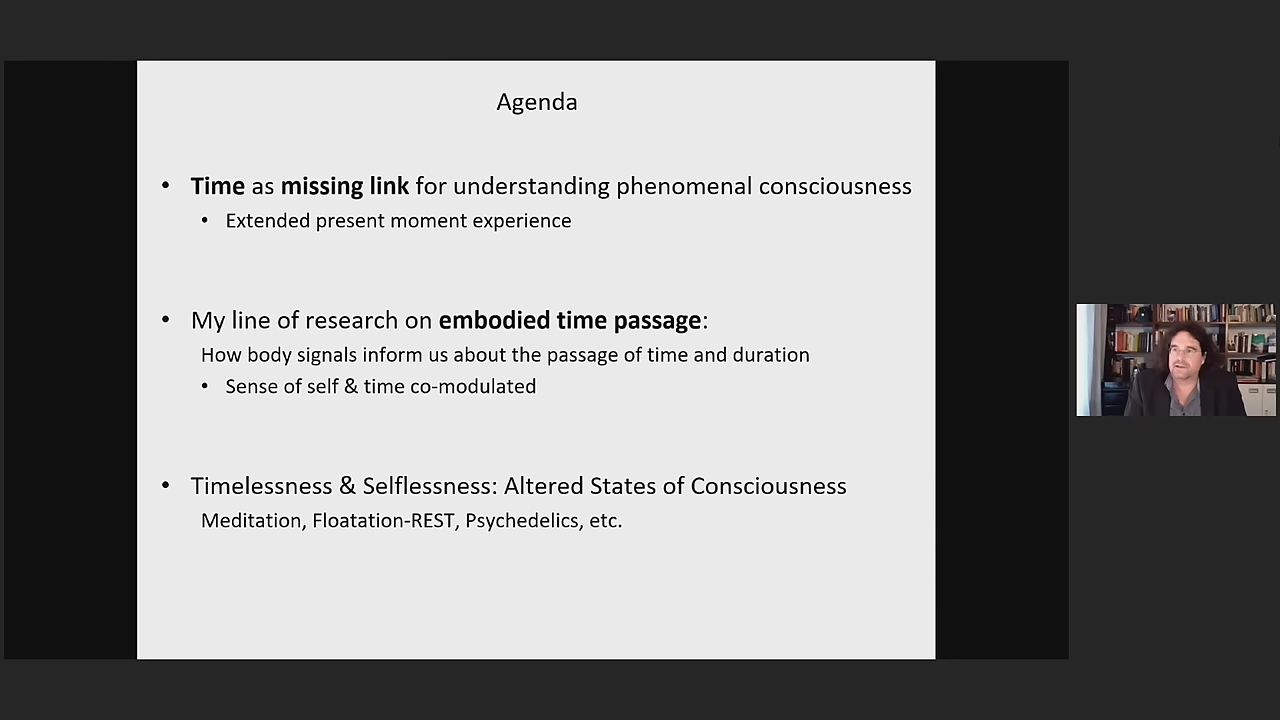 Agenda
• Time as missing link for understanding phenomenal consciousness
• Extended present moment experience
• My line of research on embodied time passage:
How body signals inform us about the passage of time and duration
• Sense of self & time co-modulated
• Timelessness & Selflessness: Altered States of Consciousness
Meditation, Floatation-REST, Psychedelics, etc.